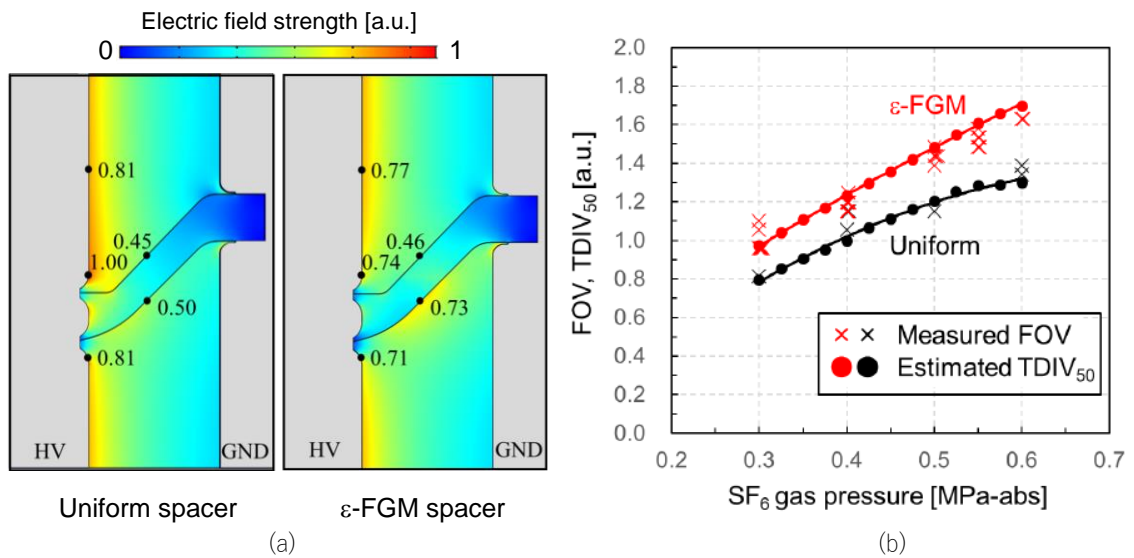 Electric field strength [a.u.]
0
1
0.81
0.45
1.00
0.50
0.81
HV
GND
0.77
0.46
0.74
0.73
0.71
HV
GND
Uniform spacer
ε-FGM spacer
(a)
FOV, TDIV50 [a.u.]
2.0
1.8
1.6
1.4
1.2
1.0
0.8
0.6
0.4
0.2
0.0
ε-FGM
Uniform
Measured FOV
Estimated TDIV50
0.2
0.3
0.4
0.5
0.6
0.7
SF6 gas pressure [MPa-abs]
(b)